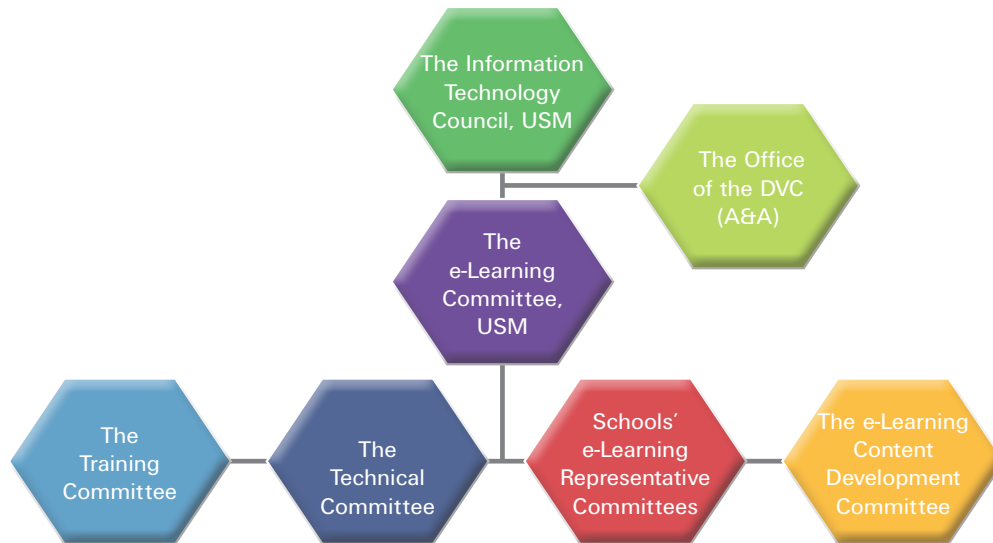 The Information
Technology
Council, USM
The Office
of the DVC
(A&A)
The
e-Learning
Committee,
USM
The
Training
Committee
The
Technical
Committee
Schools'
e-Learning
Representative
Committees
The e-Learning
Content
Development
Committee